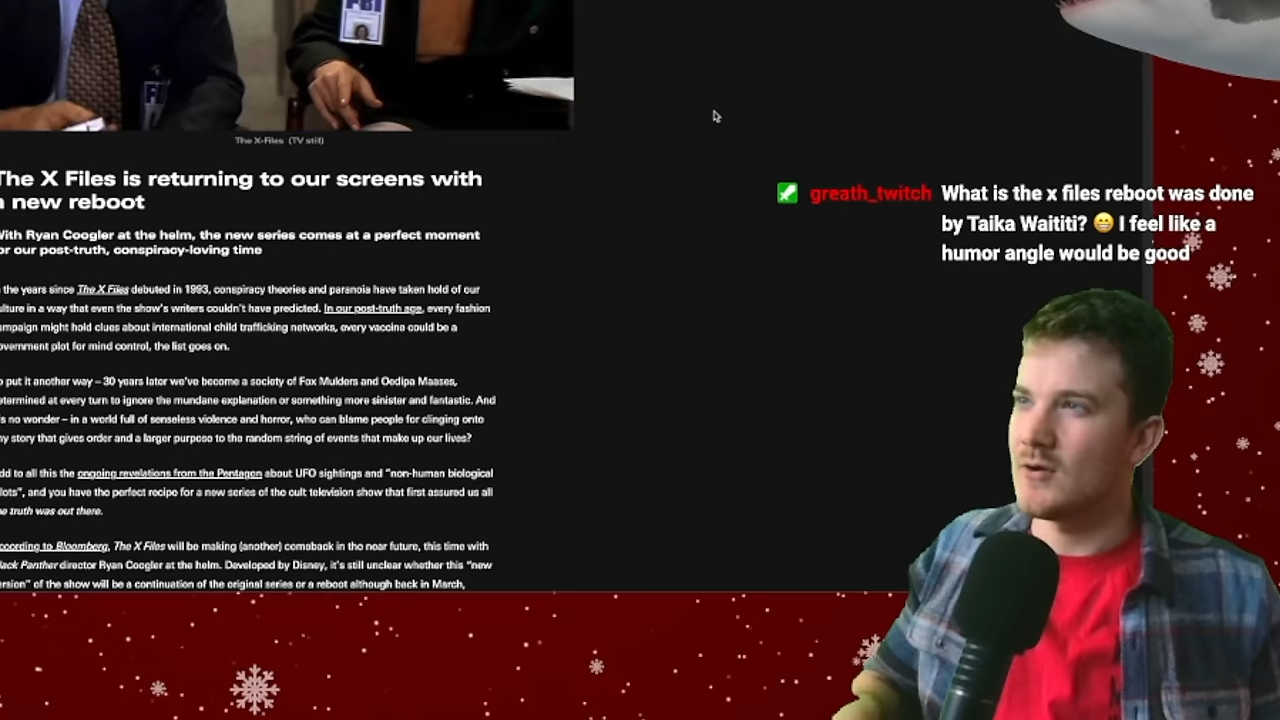 FBI
The X-Files (TV still)
The X Files is returning to our screens with
a new reboot
With Ryan Coogler at the helm, the new series comes at a perfect moment
for our post-truth, conspiracy-loving time
the years since The X Files debuted in 1993, conspiracy theories and paranoia have taken hold of our
culture in a way that even the show's writers couldn't have predicted. In our post-truth age, every fashion
campaign might hold clues about international child trafficking networks, every vaccine could be a
government plot for mind control, the list goes on.
o put it another way – 30 years later we've become a society of Fox Mulders and Oedipa Maases,
etermined at every turn to ignore the mundane explanation or something more sinister and fantastic. And
s no wonder – in a world full of senseless violence and horror, who can blame people for clinging onto
ny story that gives order and a larger purpose to the random string of events that make up our lives?
dd to all this the ongoing revelations from the Pentagon about UFO sightings and "non-human biological
ilots", and you have the perfect recipe for a new series of the cult television show that first assured us all
he truth was out there.
ccording to Bloomberg, The X Files will be making (another) comeback in the near future, this time with
lack Panther director Ryan Coogler at the helm. Developed by Disney, it's still unclear whether this "new
ersion" of the show will be a continuation of the original series or a reboot although back in March,
greath_twitch What is the x files reboot was done
by Taika Waititi? 😁 I feel like a
humor angle would be good